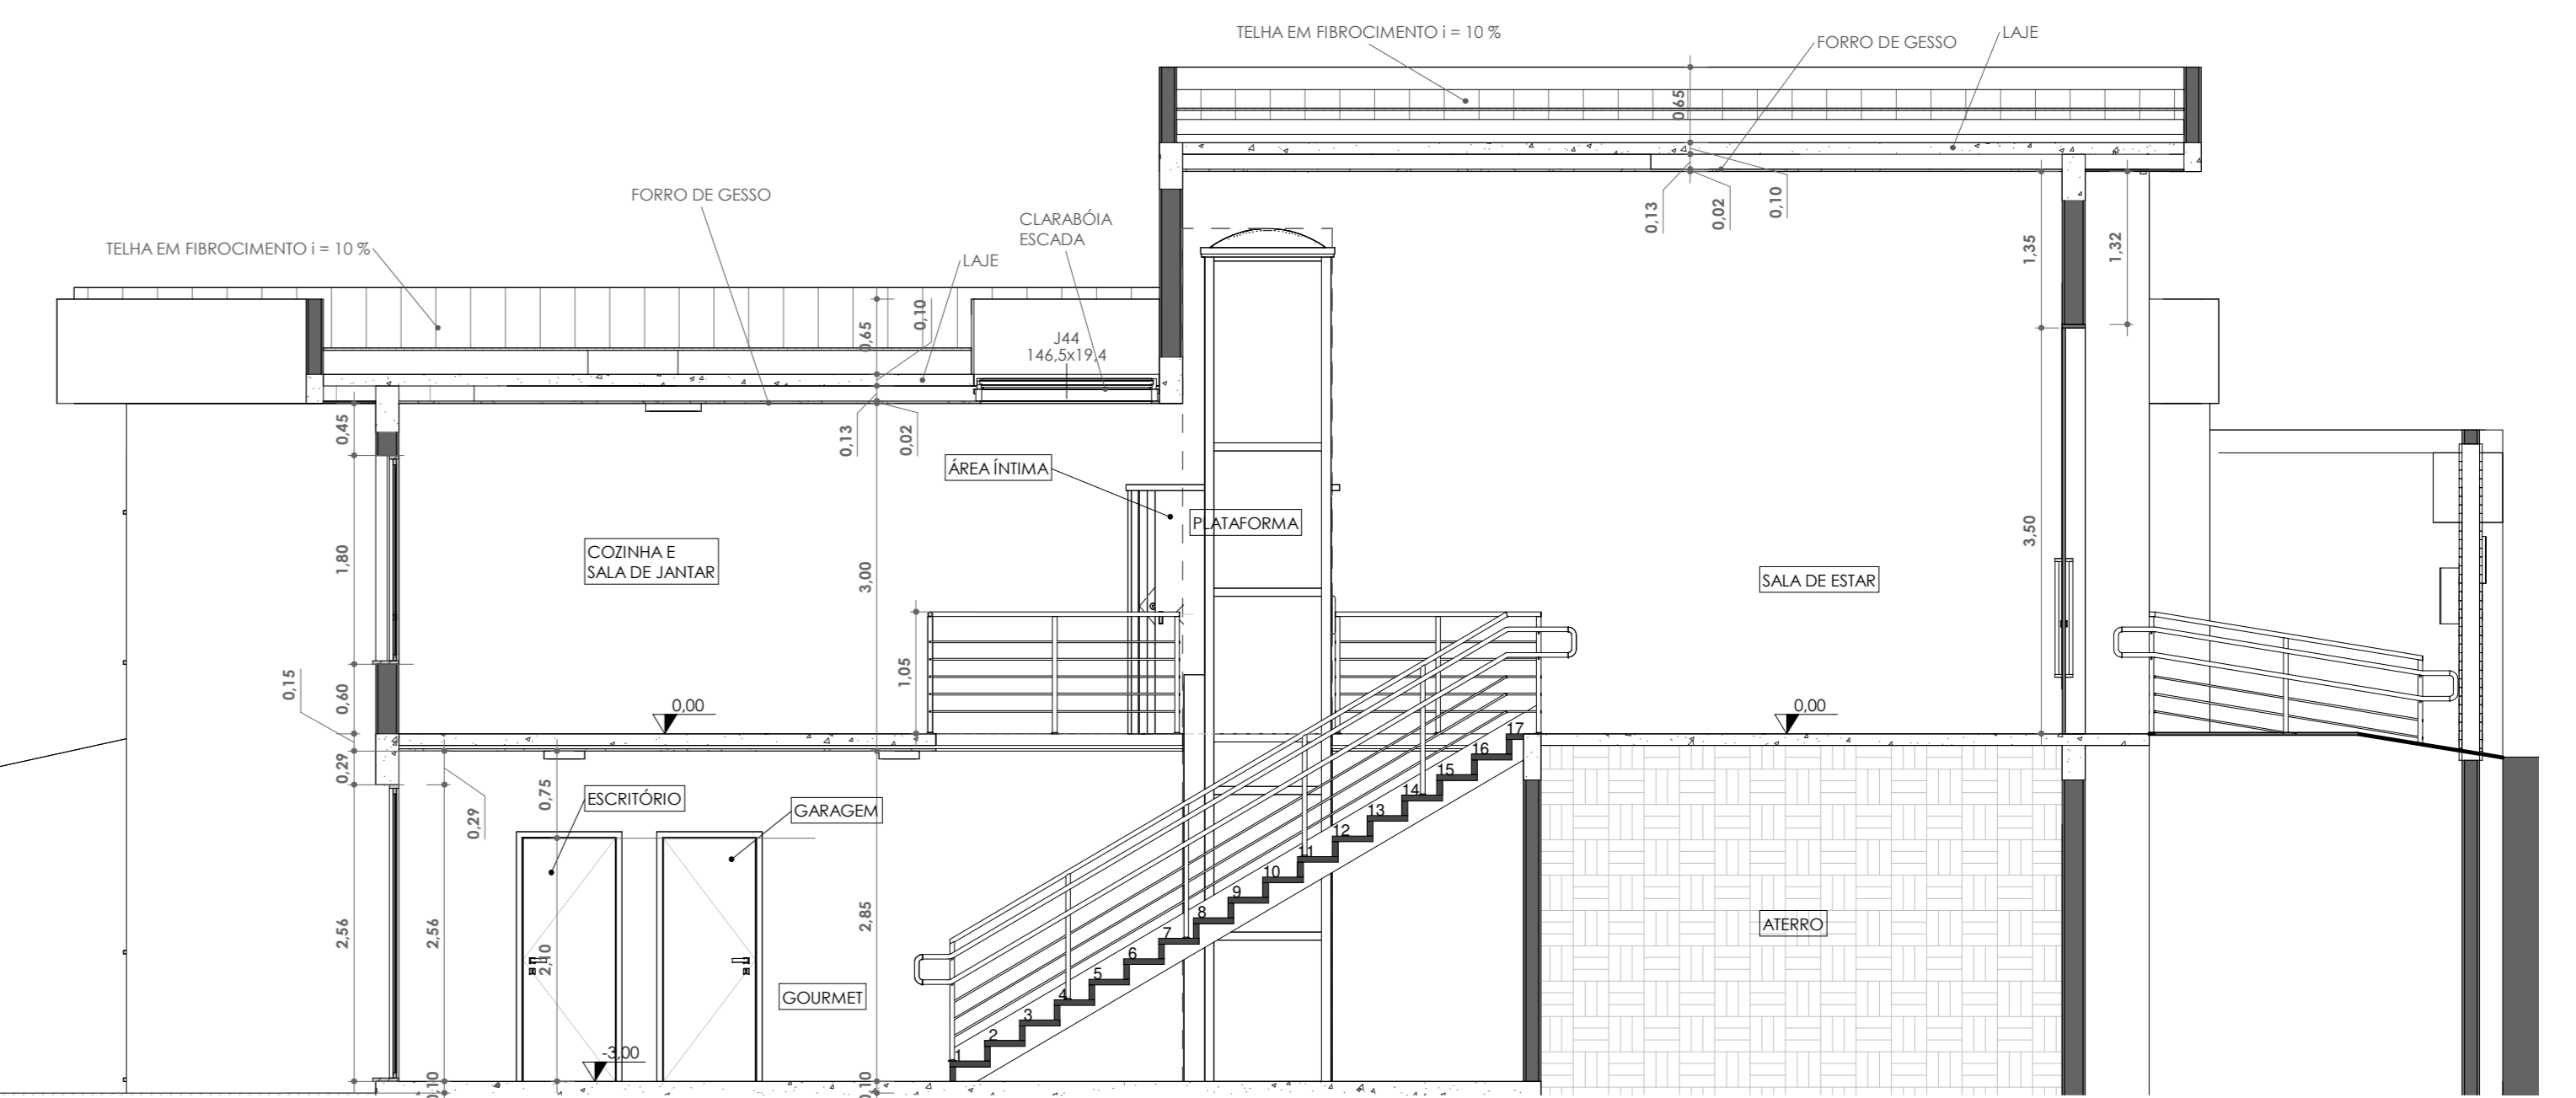 TELHA EM FIBROCIMENTO i = 10 %
FORRO DE GESSO
LAJE
0,65
0,13
0,02
0,10
1,35
1,32
FORRO DE GESSO
CLARABÓIA
ESCADA
TELHA EM FIBROCIMENTO i = 10 %
LAJE
0,10
0,65
J44
146,5x19,4
0,45
0,13
0,02
ÁREA ÍNTIMA
PLATAFORMA
COZINHA E
SALA DE JANTAR
1,80
3,00
3,50
SALA DE ESTAR
1,05
0,15
0,60
0,00
0,00
0,29
0,75
0,29
ESCRITÓRIO
GARAGEM
17
16
15
14
13
12
11
10
9
8
7
6
5
4
3
2
1
2,56
2,56
2,10
2,85
ATERRO
GOURMET
-3,00
0,10
0,10